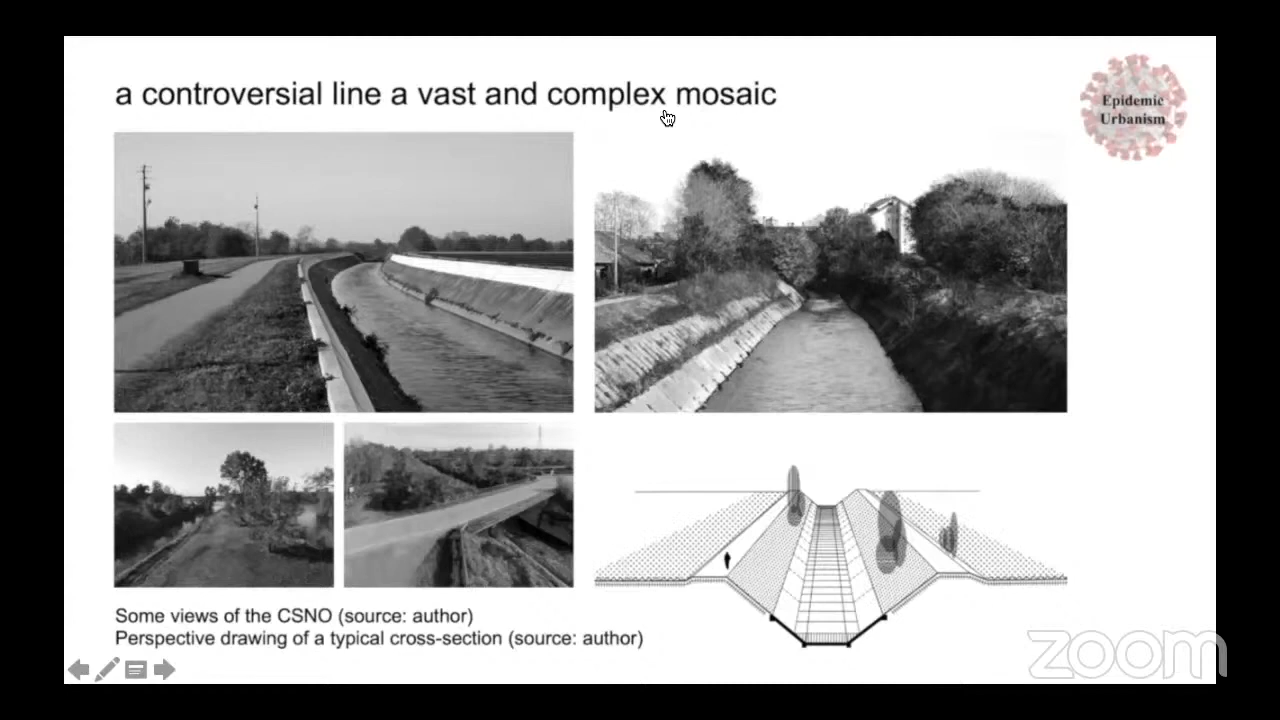 a controversial line a vast and complex mosaic
Epidemic
Urbanism
Some views of the CSNO (source: author)
Perspective drawing of a typical cross-section (source: author)
zoom